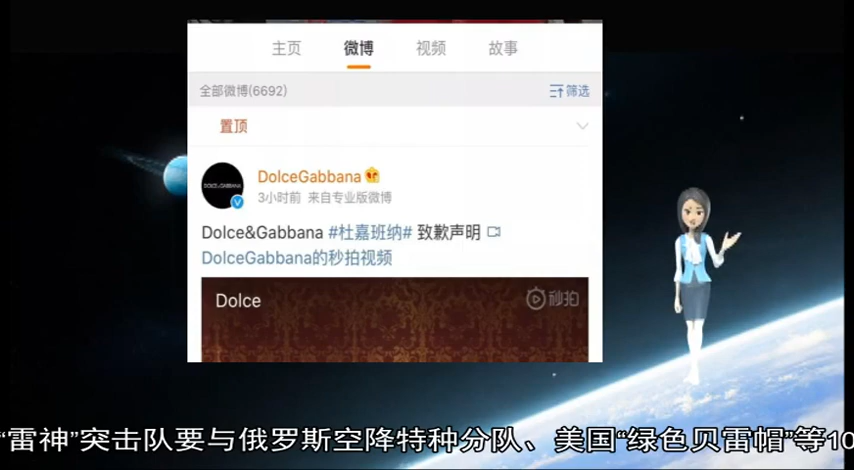 主页 微博 视频 故事
全部微博(6692) 筛选
置顶
DolceGabbana
3小时前 来自专业版微博
Dolce&Gabbana #杜嘉班纳# 致歉声明
DolceGabbana的秒拍视频
Dolce 秒拍
“雷神”突击队要与俄罗斯空降特种分队、美国“绿色贝雷帽”等10